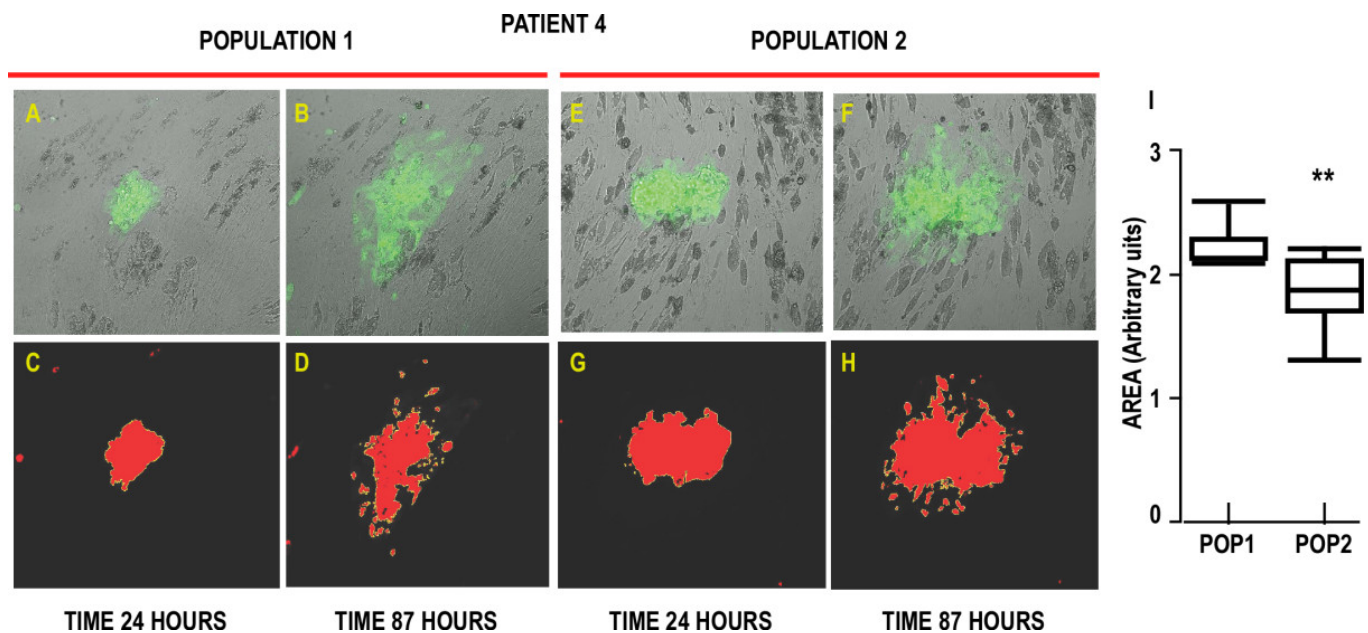 PATIENT 4
POPULATION 1
POPULATION 2
A
B
E
F
C
D
G
H
TIME 24 HOURS
TIME 87 HOURS
TIME 24 HOURS
TIME 87 HOURS
I
AREA (Arbitrary uits)
3
2
1
0
**
POP1
POP2